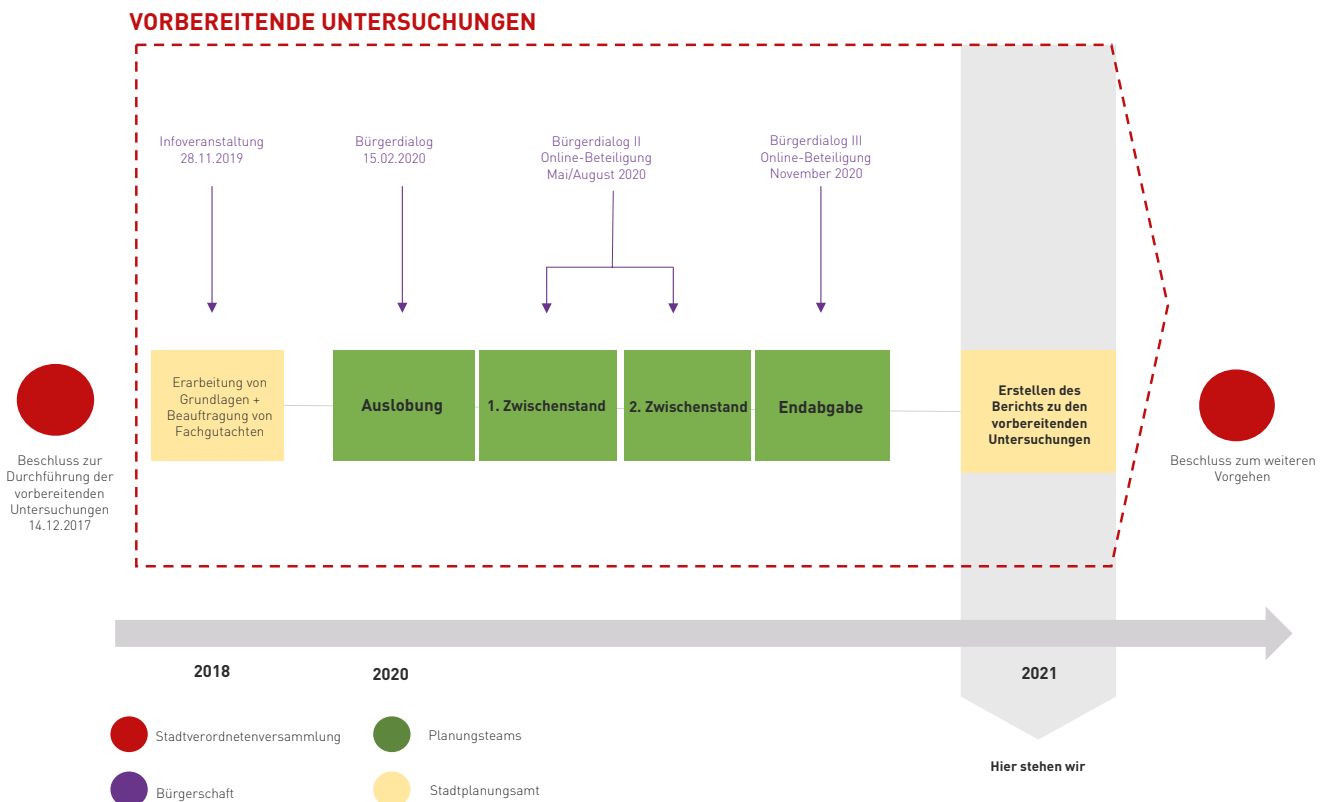 VORBEREITENDE UNTERSUCHUNGEN
Infoveranstaltung
28.11.2019
Bürgerdialog
15.02.2020
Bürgerdialog II
Online-Beteiligung
Mai/August 2020
Bürgerdialog III
Online-Beteiligung
November 2020
Beschluss zur
Durchführung der
vorbereitenden
Untersuchungen
14.12.2017
Erarbeitung von
Grundlagen +
Beauftragung von
Fachgutachten
Auslobung
1. Zwischenstand
2. Zwischenstand
Endabgabe
Erstellen des
Berichts zu den
vorbereitenden
Untersuchungen
Beschluss zum weiteren
Vorgehen
2018
2020
2021
Stadtverordnetenversammlung
Planungsteams
Hier stehen wir
Bürgerschaft
Stadtplanungsamt